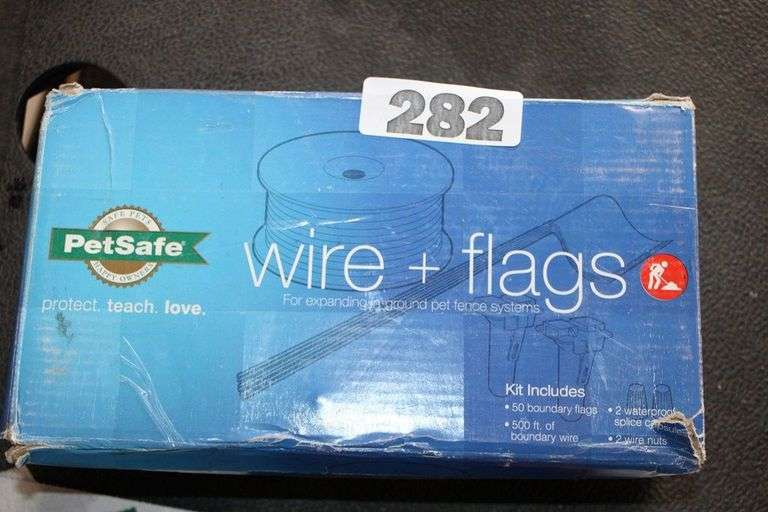 282
SAFE PETS
PetSafe®
HAPPY OWNERS
protect. teach. love.
wire + flags
For expanding in-ground pet fence systems
Kit Includes
• 50 boundary flags
• 500 ft. of
boundary wire
• 2 waterproof
splice capsules
• 2 wire nuts